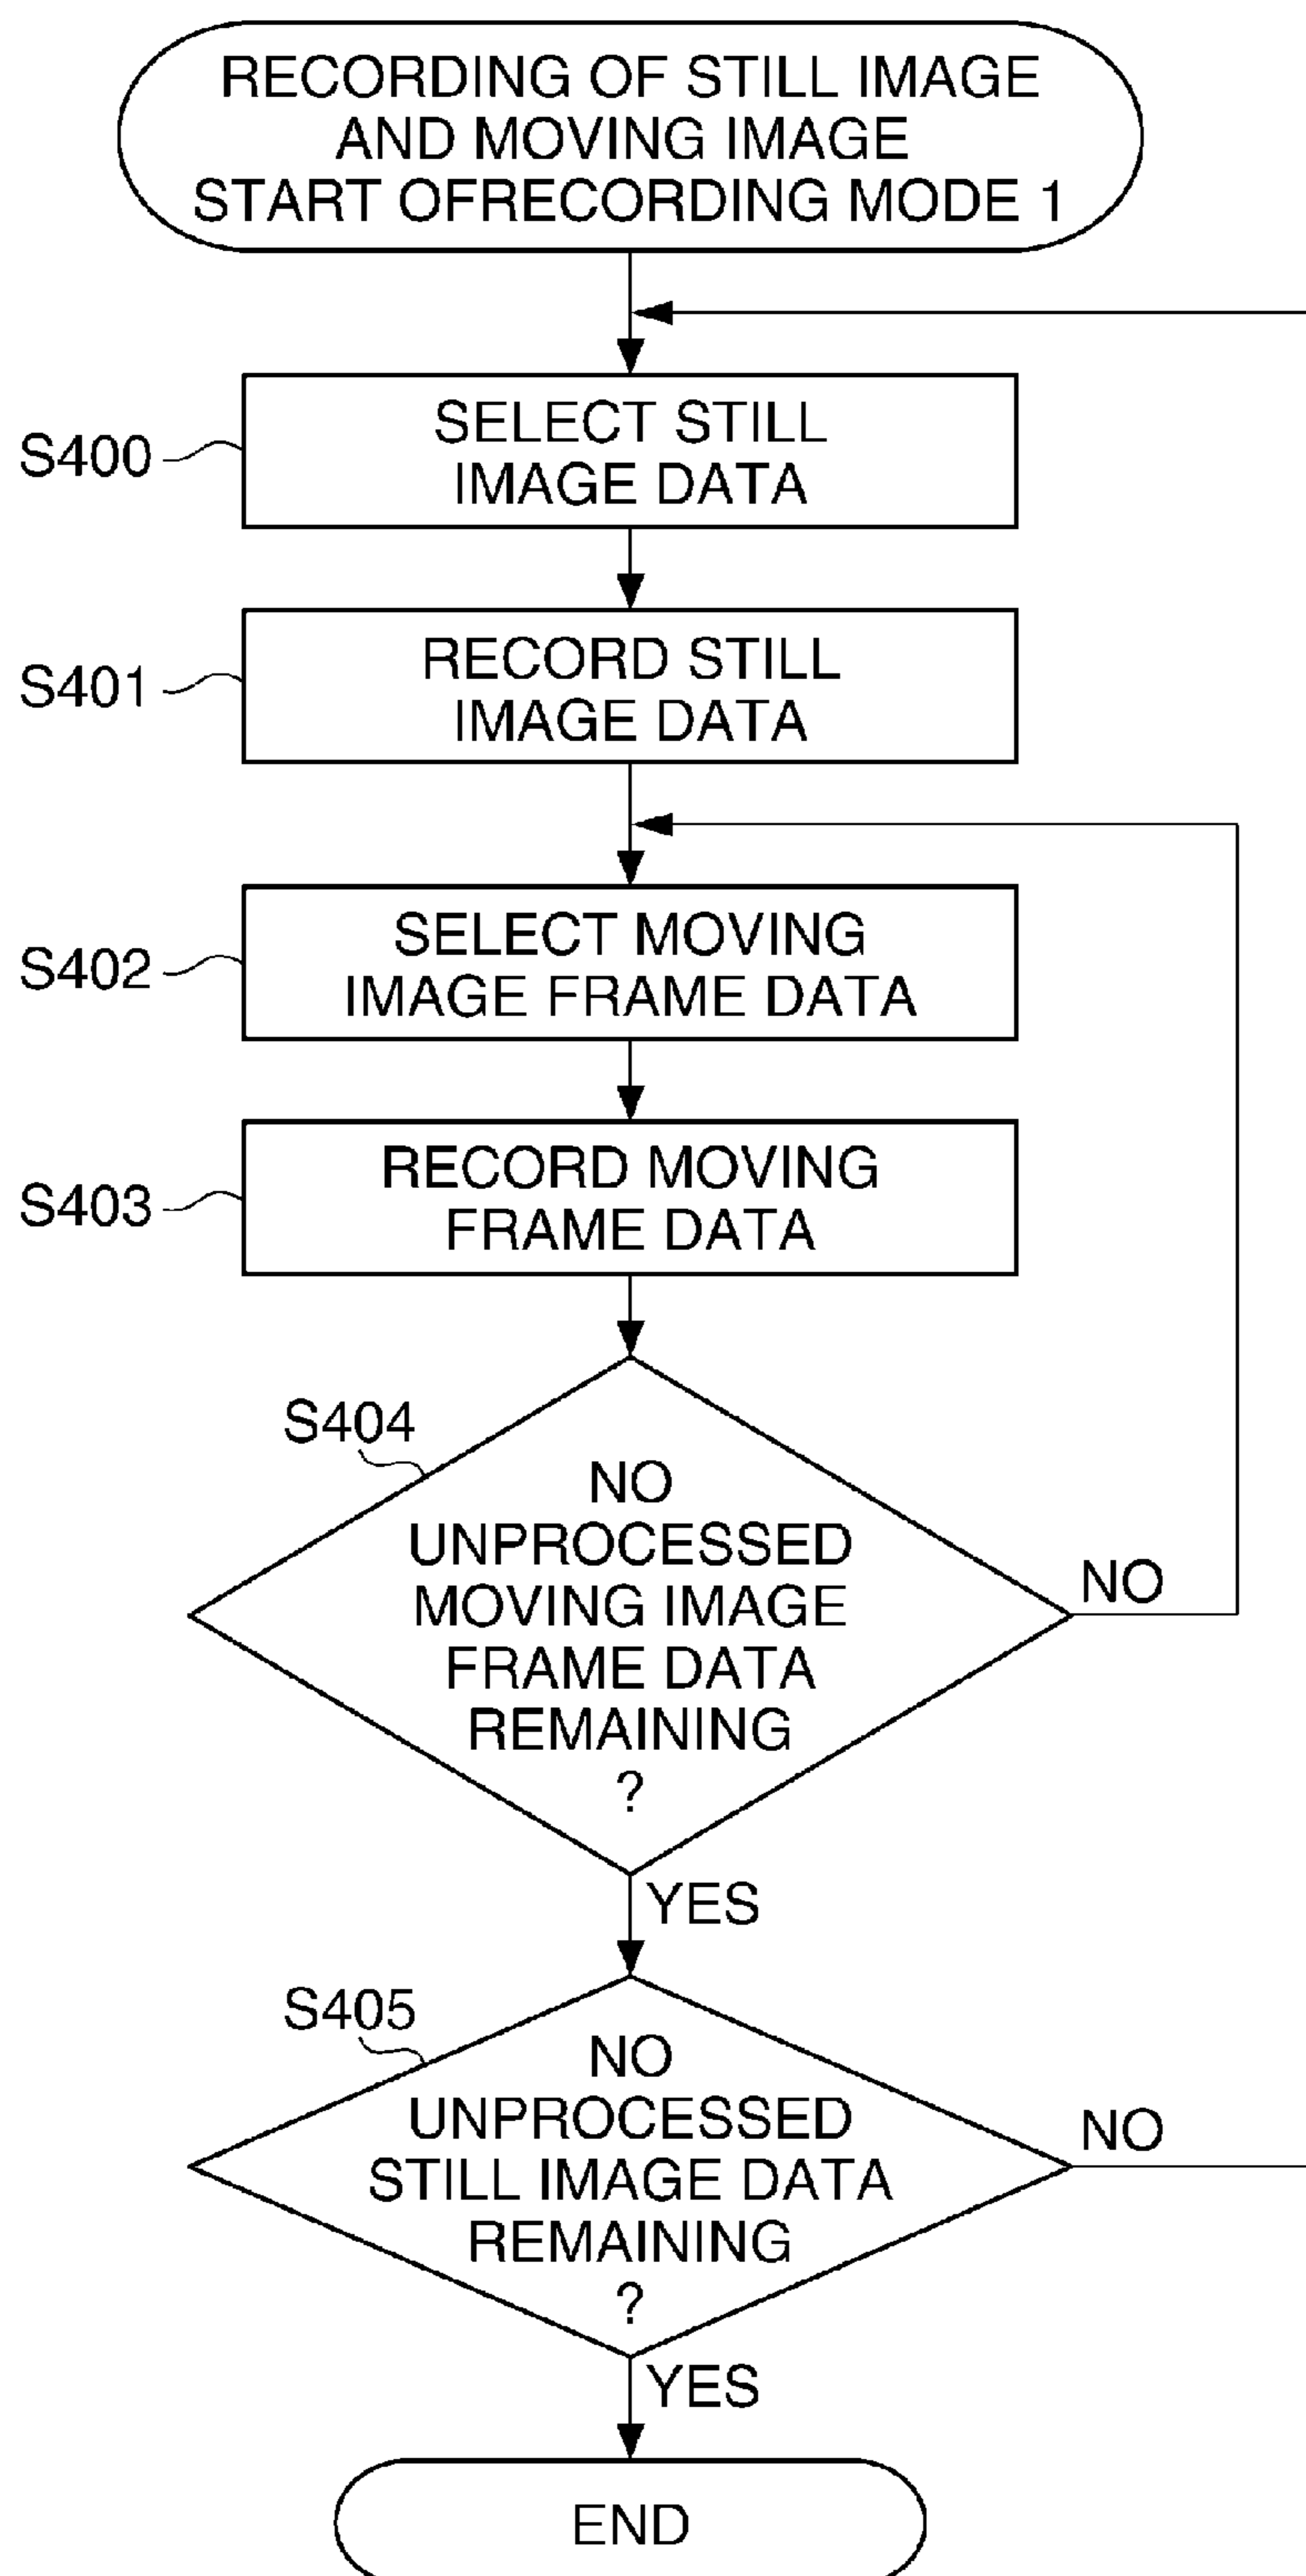 RECORDING OF STILL IMAGE
AND MOVING IMAGE
START OFRECORDING MODE 1
S400
SELECT STILL
IMAGE DATA
S401
RECORD STILL
IMAGE DATA
S402
SELECT MOVING
IMAGE FRAME DATA
S403
RECORD MOVING
FRAME DATA
S404
NO
UNPROCESSED
MOVING IMAGE
FRAME DATA
REMAINING
?
NO
YES
S405
NO
UNPROCESSED
STILL IMAGE DATA
REMAINING
?
NO
YES
END